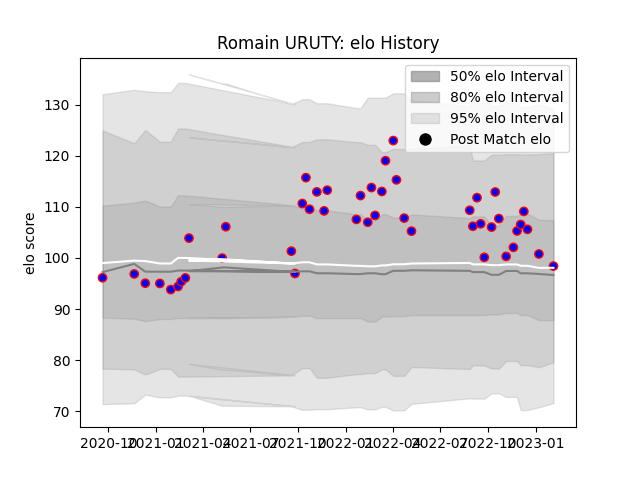 Romain URUTY: elo History
50% elo Interval
80% elo Interval
95% elo Interval
Post Match elo
elo score
130
120
110
100
90
80
70
2020-10 2021-01 2021-04 2021-07 2021-10 2022-01 2022-04 2022-07 2022-10 2023-01